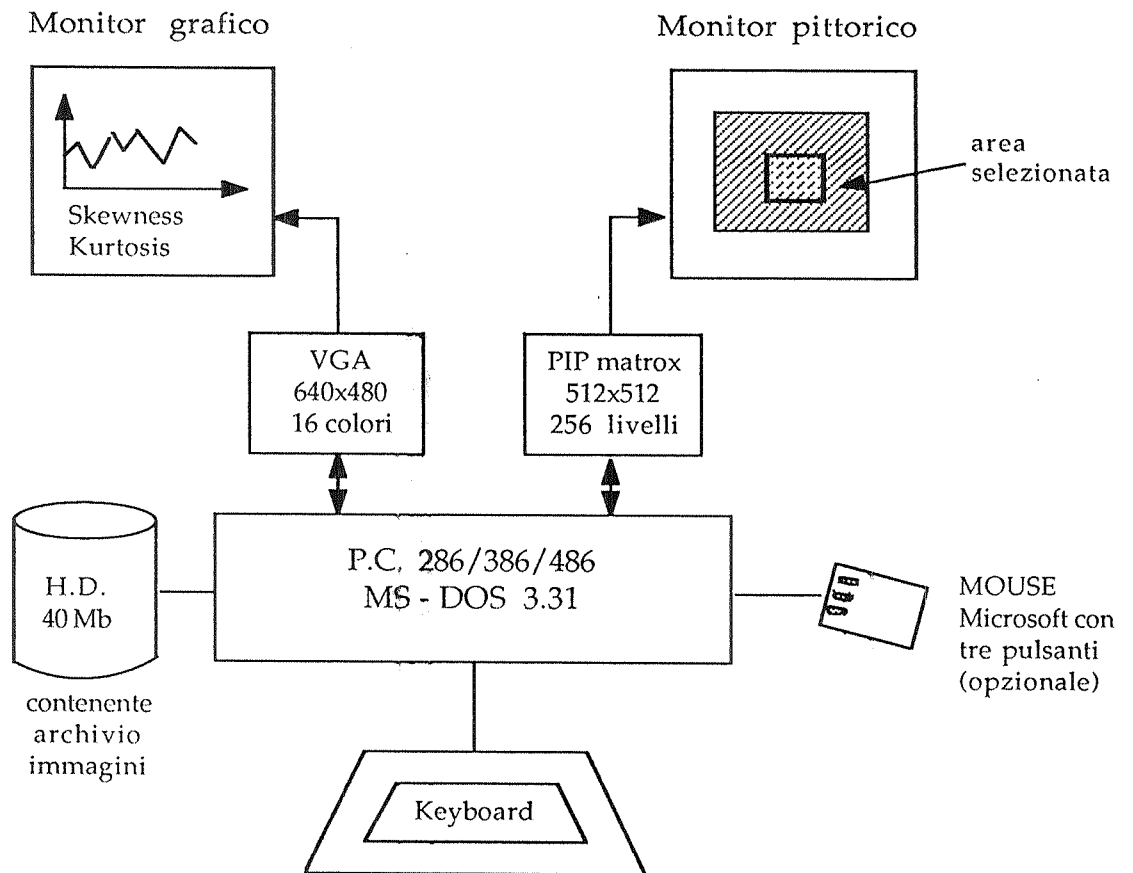 Monitor grafico
Monitor pittorico
Skewness
Kurtosis
area
selezionata
VGA
640x480
16 colori
PIP matrox
512x512
256 livelli
P.C, 286/386/486
MS - DOS 3.31
H.D.
40 Mb
contenente
archivio
immagini
MOUSE
Microsoft con
tre pulsanti
(opzionale)
Keyboard